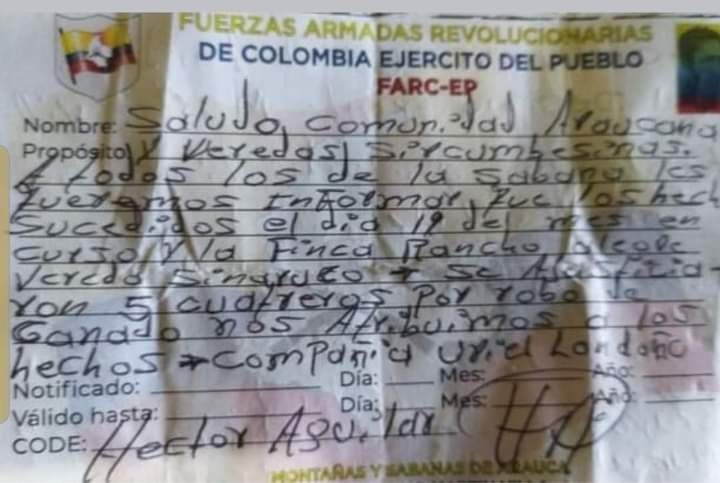 FUERZAS ARMADAS REVOLUCIONARIAS
DE COLOMBIA EJERCITO DEL PUEBLO
FARC-EP
Nombre: Saludo, comunidad Araucana
Propósito: y Veredas Sircumbesinas.
A todos los de la sabana les
queremos Informar, que los hech
Sucedidos el dia 19 del mes en
curso y la Finca Rancho alegre
Vereda Sinaruco → se Ajusticia-
ron 5 cuatreros por robo de
Ganado nos Atribuimos a los
hechos → Compañia Uriel Londoño
Notificado: Día: Mes: Año:
Válido hasta: Día: Mes: Año:
CODE: Hector Aguilar HA
MONTAÑAS Y SABANAS DE ARAUCA